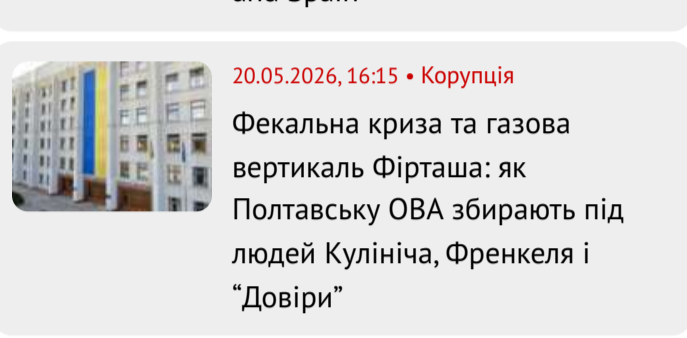 20.05.2026, 16:15 • Корупція
Фекальна криза та газова
вертикаль Фірташа: як
Полтавську ОВА збирають під
людей Кулініча, Френкеля і
“Довіри”